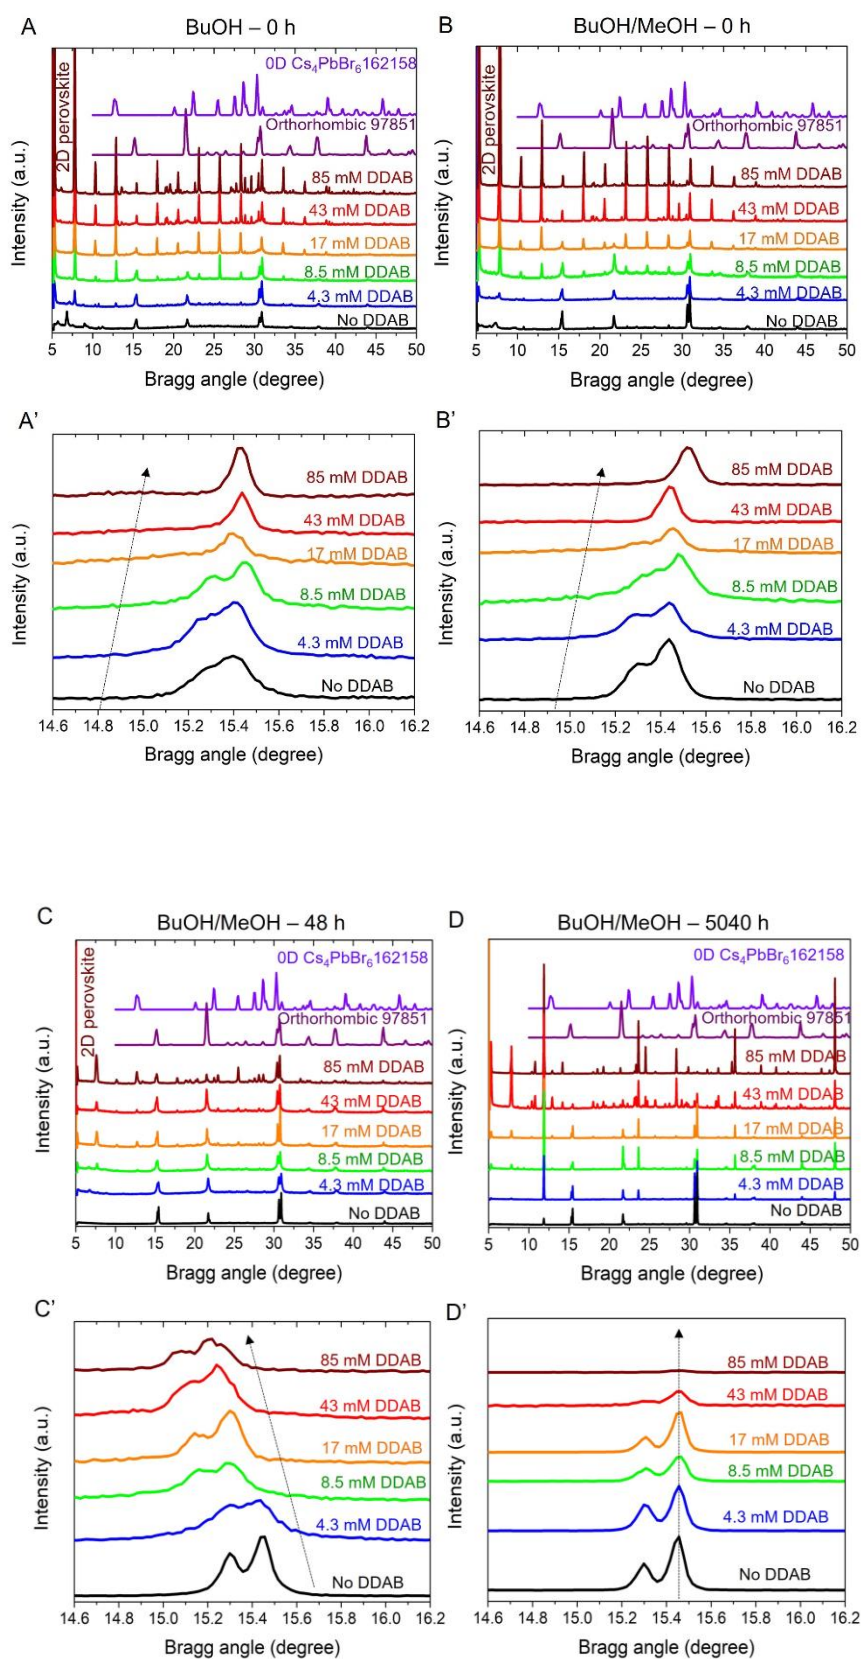 A
BuOH – 0 h
0D Cs₄PbBr₆162158
2D perovskite
Orthorhombic 97851
85 mM DDAB
43 mM DDAB
17 mM DDAB
8.5 mM DDAB
4.3 mM DDAB
No DDAB
Intensity (a.u.)
5 10 15 20 25 30 35 40 45 50
Bragg angle (degree)
B
BuOH/MeOH – 0 h
0D Cs₄PbBr₆162158
2D perovskite
Orthorhombic 97851
85 mM DDAB
43 mM DDAB
17 mM DDAB
8.5 mM DDAB
4.3 mM DDAB
No DDAB
Intensity (a.u.)
5 10 15 20 25 30 35 40 45 50
Bragg angle (degree)
A'
85 mM DDAB
43 mM DDAB
17 mM DDAB
8.5 mM DDAB
4.3 mM DDAB
No DDAB
Intensity (a.u.)
14.6 14.8 15.0 15.2 15.4 15.6 15.8 16.0 16.2
Bragg angle (degree)
B'
85 mM DDAB
43 mM DDAB
17 mM DDAB
8.5 mM DDAB
4.3 mM DDAB
No DDAB
Intensity (a.u.)
14.6 14.8 15.0 15.2 15.4 15.6 15.8 16.0 16.2
Bragg angle (degree)
C
BuOH/MeOH – 48 h
0D Cs₄PbBr₆162158
2D perovskite
Orthorhombic 97851
85 mM DDAB
43 mM DDAB
17 mM DDAB
8.5 mM DDAB
4.3 mM DDAB
No DDAB
Intensity (a.u.)
5 10 15 20 25 30 35 40 45 50
Bragg angle (degree)
D
BuOH/MeOH – 5040 h
0D Cs₄PbBr₆162158
Orthorhombic 97851
85 mM DDAB
43 mM DDAB
17 mM DDAB
8.5 mM DDAB
4.3 mM DDAB
No DDAB
Intensity (a.u.)
5 10 15 20 25 30 35 40 45 50
Bragg angle (degree)
C'
85 mM DDAB
43 mM DDAB
17 mM DDAB
8.5 mM DDAB
4.3 mM DDAB
No DDAB
Intensity (a.u.)
14.6 14.8 15.0 15.2 15.4 15.6 15.8 16.0 16.2
Bragg angle (degree)
D'
85 mM DDAB
43 mM DDAB
17 mM DDAB
8.5 mM DDAB
4.3 mM DDAB
No DDAB
Intensity (a.u.)
14.6 14.8 15.0 15.2 15.4 15.6 15.8 16.0 16.2
Bragg angle (degree)